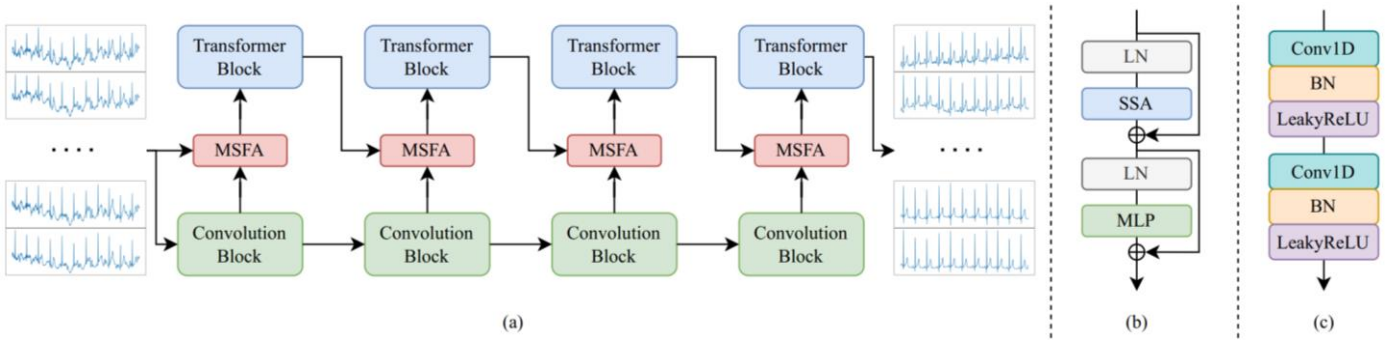 Transformer
Block
Transformer
Block
Transformer
Block
Transformer
Block
. . . .
MSFA
MSFA
MSFA
MSFA
. . . .
Convolution
Block
Convolution
Block
Convolution
Block
Convolution
Block
(a)
LN
SSA
LN
MLP
(b)
Conv1D
BN
LeakyReLU
Conv1D
BN
LeakyReLU
(c)